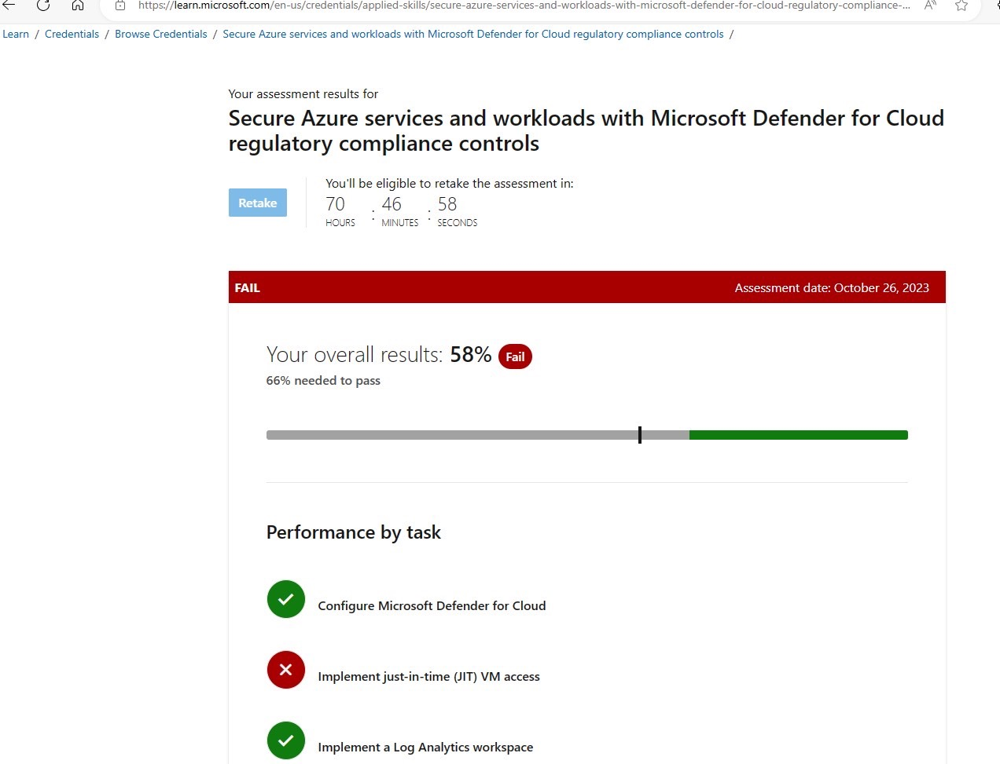 https://learn.microsoft.com/en-us/credentials/applied-skills/secure-azure-services-and-workloads-with-microsoft-defender-for-cloud-regulatory-compliance-...
Learn / Credentials / Browse Credentials / Secure Azure services and workloads with Microsoft Defender for Cloud regulatory compliance controls /
Your assessment results for
Secure Azure services and workloads with Microsoft Defender for Cloud
regulatory compliance controls
Retake
You'll be eligible to retake the assessment in:
70 : 46 : 58
HOURS MINUTES SECONDS
FAIL Assessment date: October 26, 2023
Your overall results: 58% Fail
66% needed to pass
Performance by task
Configure Microsoft Defender for Cloud
Implement just-in-time (JIT) VM access
Implement a Log Analytics workspace